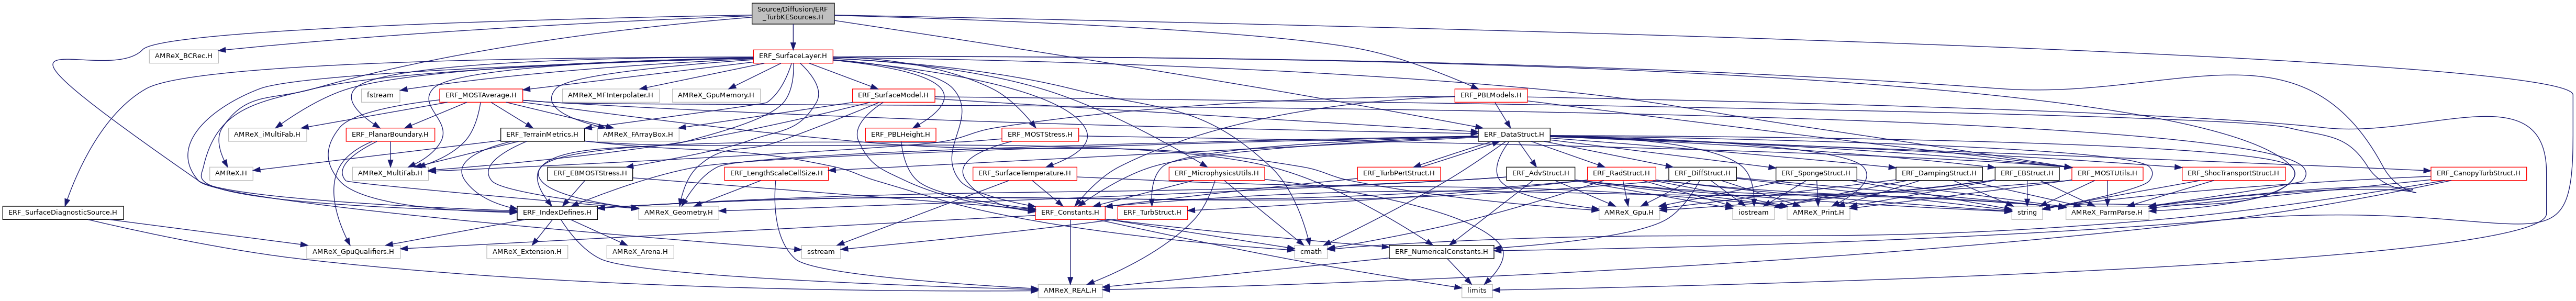 Source/Diffusion/ERF
_TurbKESources.H
AMReX_BCRec.H
ERF_SurfaceLayer.H
fstream
ERF_MOSTAverage.H
AMReX_MFInterpolater.H
AMReX_GpuMemory.H
ERF_SurfaceModel.H
ERF_PBLModels.H
AMReX_iMultiFab.H
ERF_PlanarBoundary.H
ERF_TerrainMetrics.H
AMReX_FArrayBox.H
ERF_PBLHeight.H
ERF_MOSTStress.H
ERF_DataStruct.H
AMReX.H
AMReX_MultiFab.H
ERF_EBMOSTStress.H
ERF_LengthScaleCellSize.H
ERF_SurfaceTemperature.H
ERF_MicrophysicsUtils.H
ERF_TurbPertStruct.H
ERF_AdvStruct.H
ERF_RadStruct.H
ERF_DiffStruct.H
ERF_SpongeStruct.H
ERF_DampingStruct.H
ERF_EBStruct.H
ERF_MOSTUtils.H
ERF_ShocTransportStruct.H
ERF_CanopyTurbStruct.H
ERF_SurfaceDiagnosticSource.H
ERF_IndexDefines.H
AMReX_Geometry.H
ERF_Constants.H
ERF_TurbStruct.H
AMReX_Gpu.H
iostream
AMReX_Print.H
string
AMReX_ParmParse.H
AMReX_GpuQualifiers.H
AMReX_Extension.H
AMReX_Arena.H
sstream
cmath
ERF_NumericalConstants.H
AMReX_REAL.H
limits